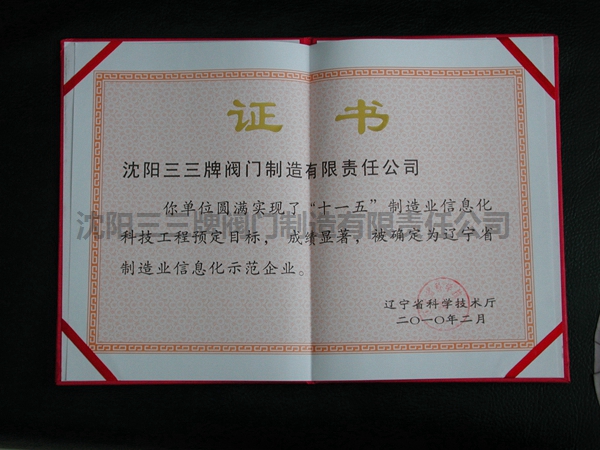 证 书
沈阳三三牌阀门制造有限责任公司
你单位圆满实现了“十一五”制造业信息化
沈阳三三牌阀门制造有限责任公司
科技工程预定目标，成绩显著，被确定为辽宁省
制造业信息化示范企业。
辽宁省科学技术厅
二〇一〇年二月